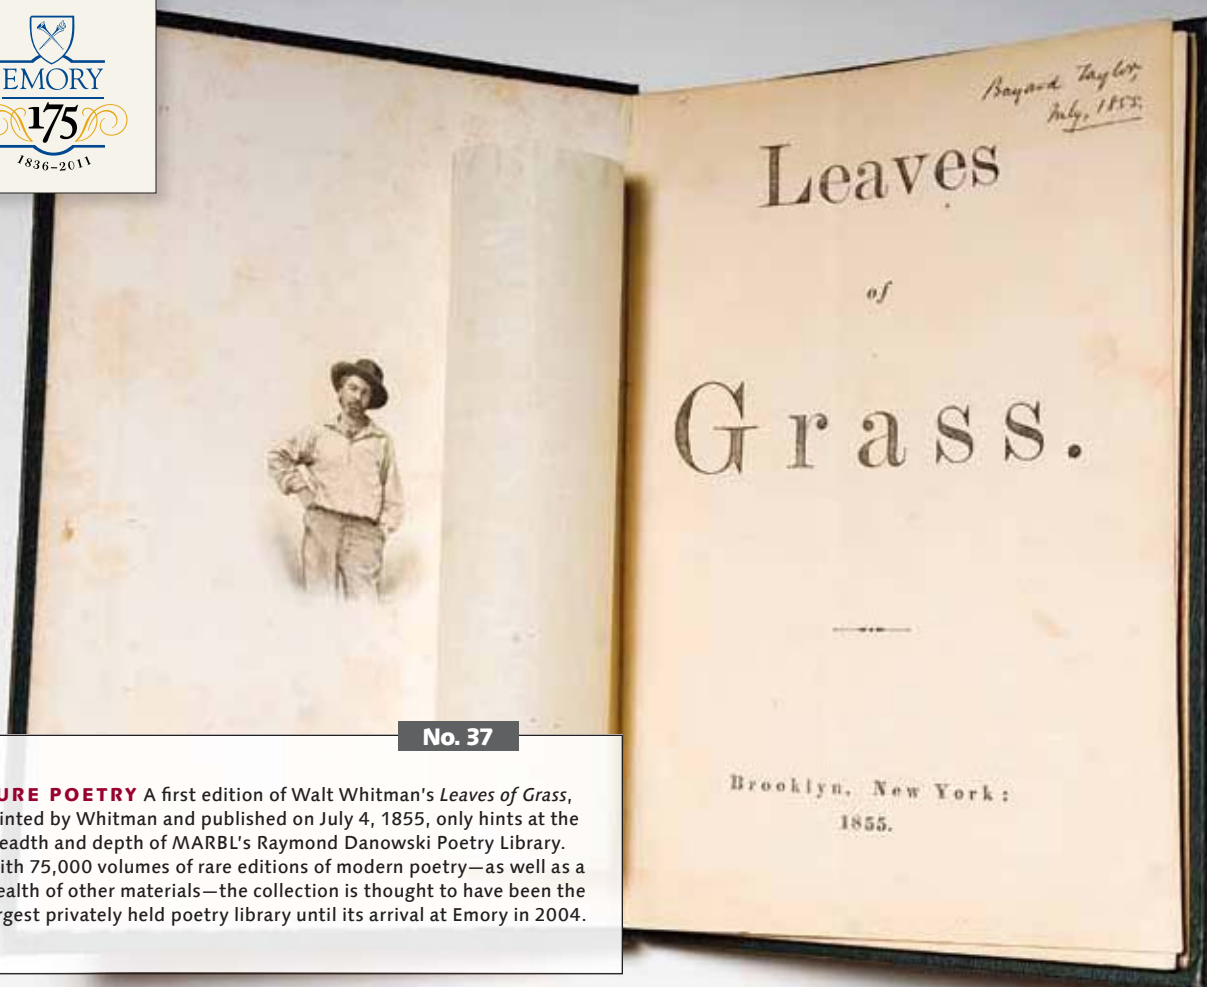 EMORY
175
1836–2011
Bayard Taylor,
July, 1855.
Leaves
of
Grass.
Brooklyn, New York:
1855.
No. 37
URE POETRY A first edition of Walt Whitman's Leaves of Grass,
inted by Whitman and published on July 4, 1855, only hints at the
eadth and depth of MARBL's Raymond Danowski Poetry Library.
ith 75,000 volumes of rare editions of modern poetry—as well as a
ealth of other materials—the collection is thought to have been the
rgest privately held poetry library until its arrival at Emory in 2004.